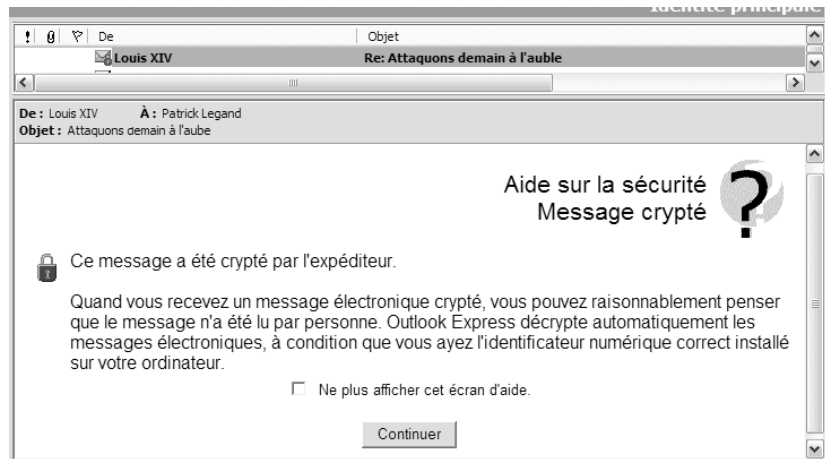 Identité principale
! De Objet
Louis XIV Re: Attaquons demain à l'auble
De : Louis XIV À : Patrick Legand
Objet : Attaquons demain à l'aube
Aide sur la sécurité
Message crypté
?
Ce message a été crypté par l'expéditeur.
Quand vous recevez un message électronique crypté, vous pouvez raisonnablement penser
que le message n'a été lu par personne. Outlook Express décrypte automatiquement les
messages électroniques, à condition que vous ayez l'identificateur numérique correct installé
sur votre ordinateur.
Ne plus afficher cet écran d'aide.
Continuer